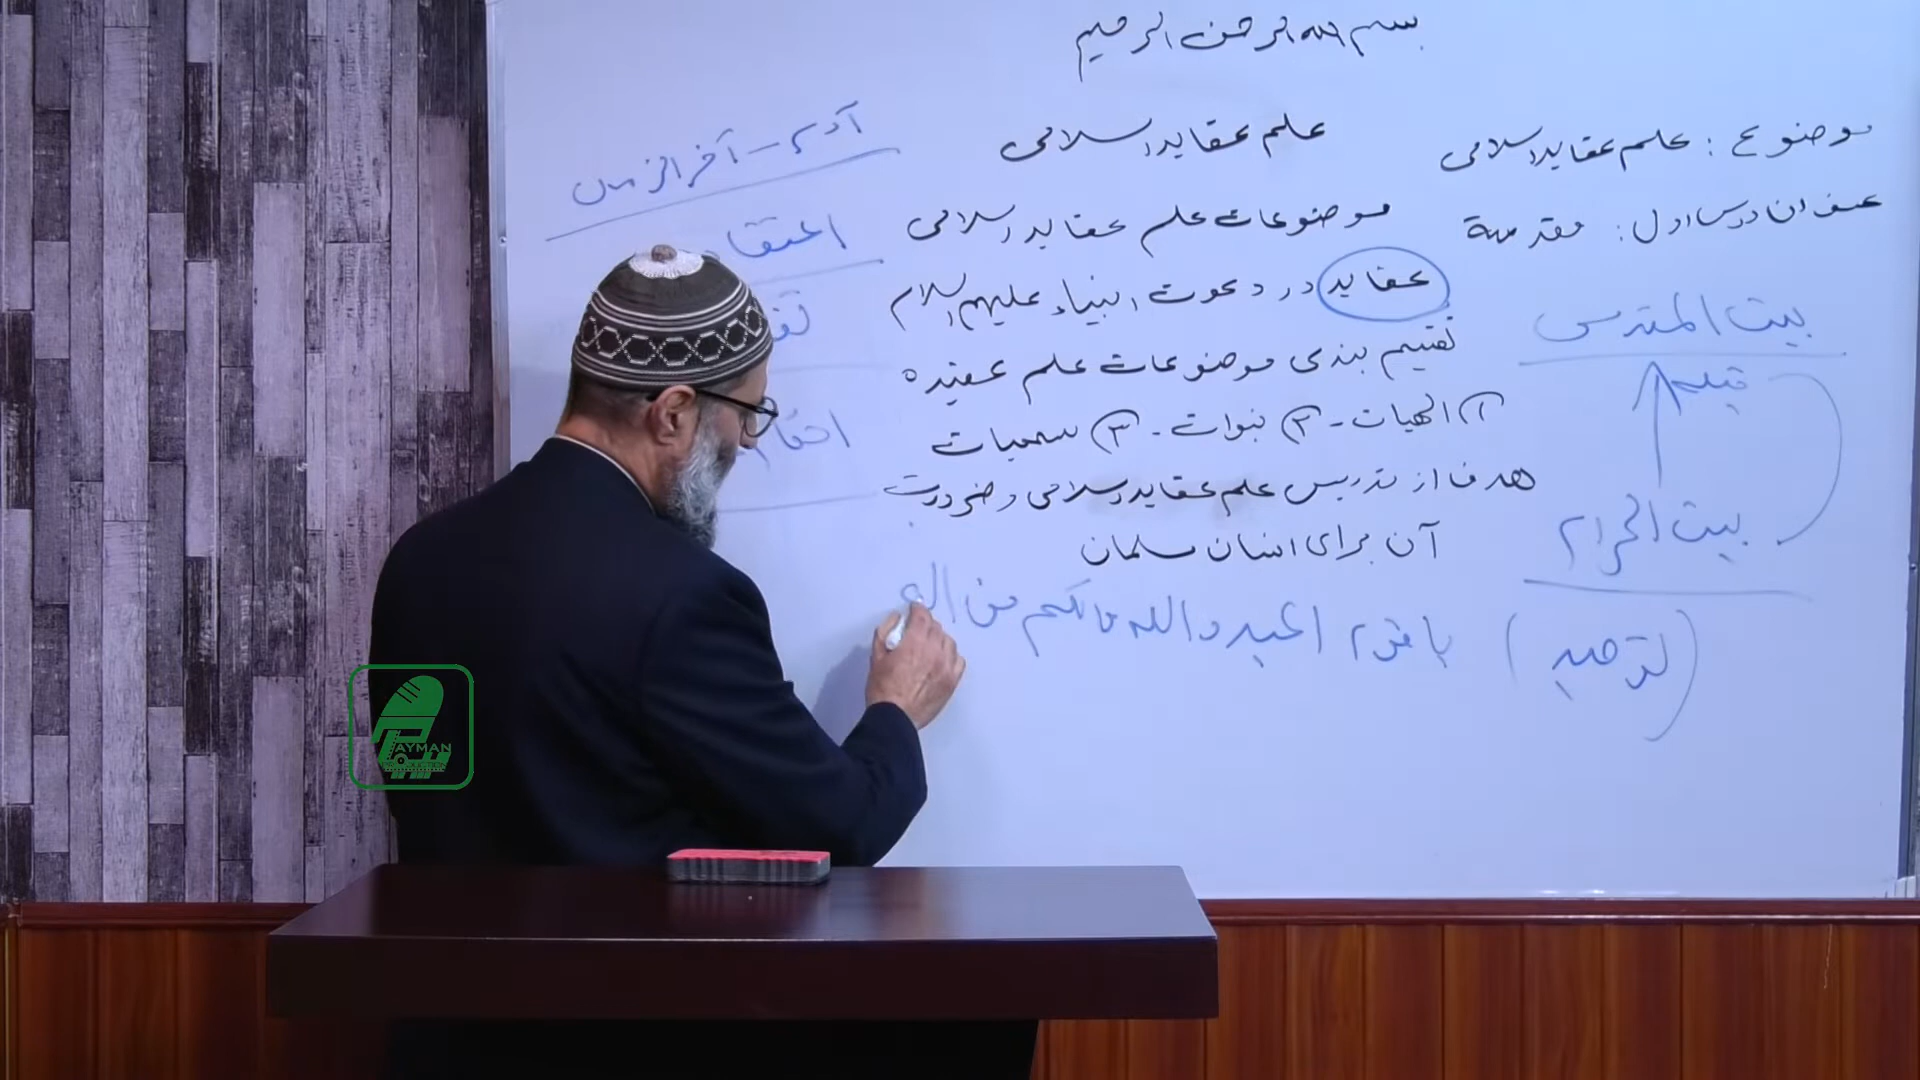 بسم الله الرحمن الرحیم
موضوع: علم عقاید اسلامی
عنوان درس اول: مقدمه
علم عقاید اسلامی
موضوعات علم عقاید اسلامی
عقاید در دعوت انبیاء علیهم السلام
تقسیم بندی موضوعات علم عقیده
۱) الهیات - ۲) نبوات - ۳) سمعیات
هدف از تدریس علم عقاید اسلامی و ضرورت
آن برای انسان مسلمان
یا قوم اعبدوا الله مالکم من
بیت المقدس
قبله
بیت الحرام
(توحید)
آدم - آخر الزمان
PAYMAN